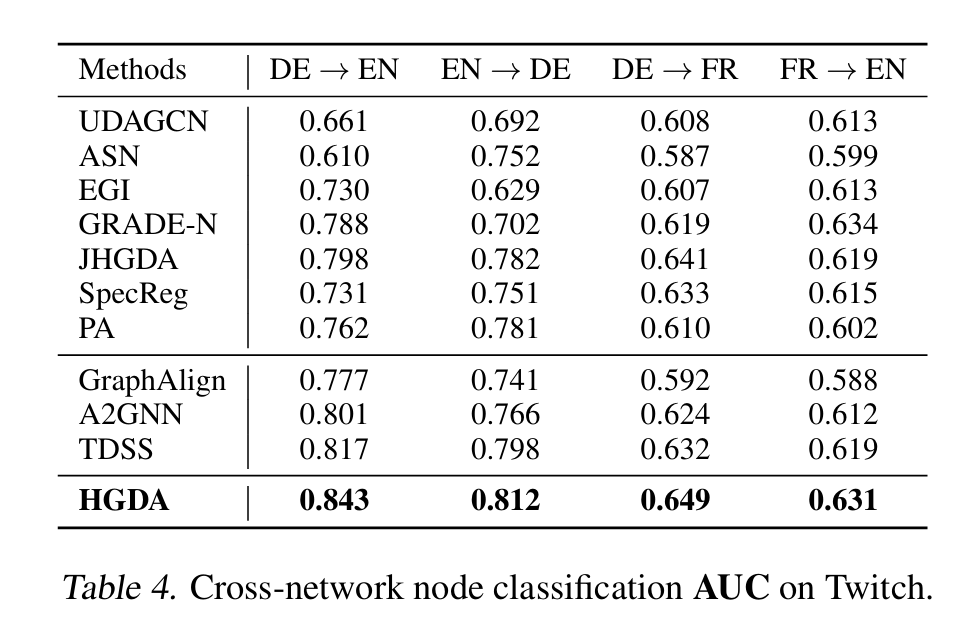 Methods DE → EN EN → DE DE → FR FR → EN
UDAGCN 0.661 0.692 0.608 0.613
ASN 0.610 0.752 0.587 0.599
EGI 0.730 0.629 0.607 0.613
GRADE-N 0.788 0.702 0.619 0.634
JHGDA 0.798 0.782 0.641 0.619
SpecReg 0.731 0.751 0.633 0.615
PA 0.762 0.781 0.610 0.602
GraphAlign 0.777 0.741 0.592 0.588
A2GNN 0.801 0.766 0.624 0.612
TDSS 0.817 0.798 0.632 0.619
HGDA 0.843 0.812 0.649 0.631
Table 4. Cross-network node classification AUC on Twitch.